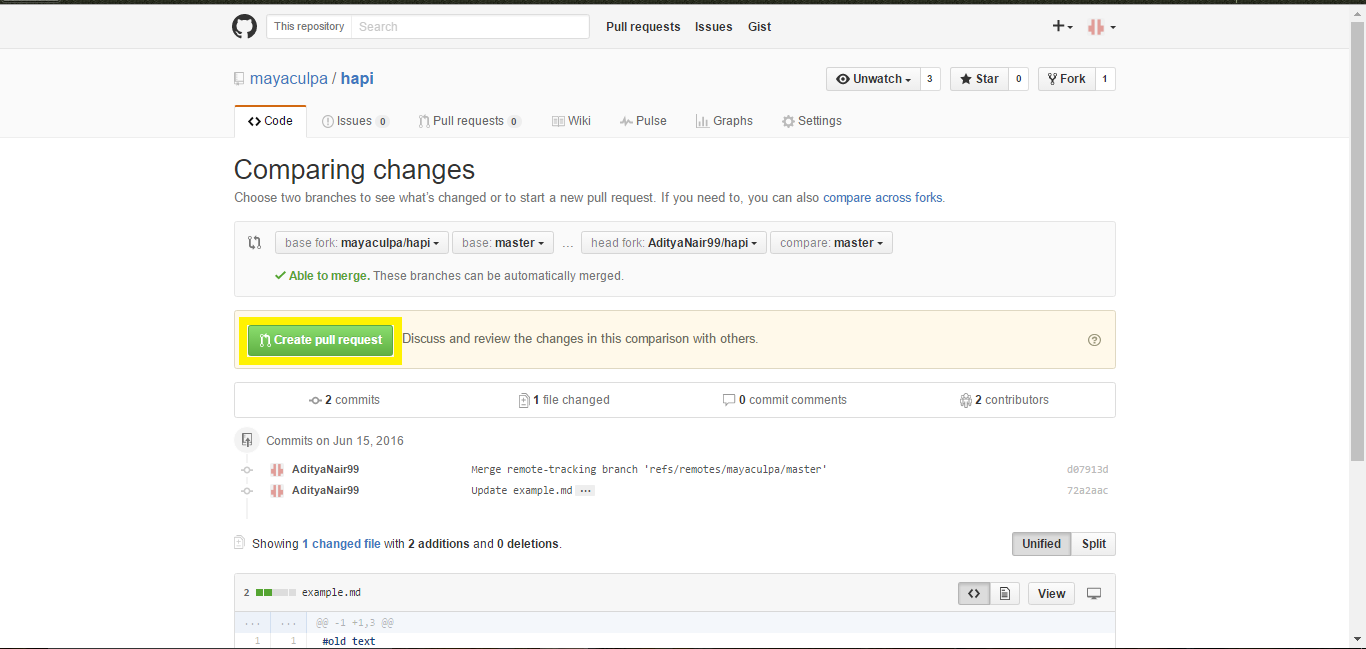 This repository Search Pull requests Issues Gist
mayaculpa / hapi Unwatch 3 Star 0 Fork 1
Code Issues 0 Pull requests 0 Wiki Pulse Graphs Settings
Comparing changes
Choose two branches to see what's changed or to start a new pull request. If you need to, you can also compare across forks.
base fork: mayaculpa/hapi base: master ... head fork: AdityaNair99/hapi compare: master
Able to merge. These branches can be automatically merged.
Create pull request Discuss and review the changes in this comparison with others.
2 commits 1 file changed 0 commit comments 2 contributors
Commits on Jun 15, 2016
AdityaNair99 Merge remote-tracking branch 'refs/remotes/mayaculpa/master' d07913d
AdityaNair99 Update example.md ... 72a2aac
Showing 1 changed file with 2 additions and 0 deletions. Unified Split
2 example.md <> View
... ... @@ -1 +1,3 @@
1 1 #old text